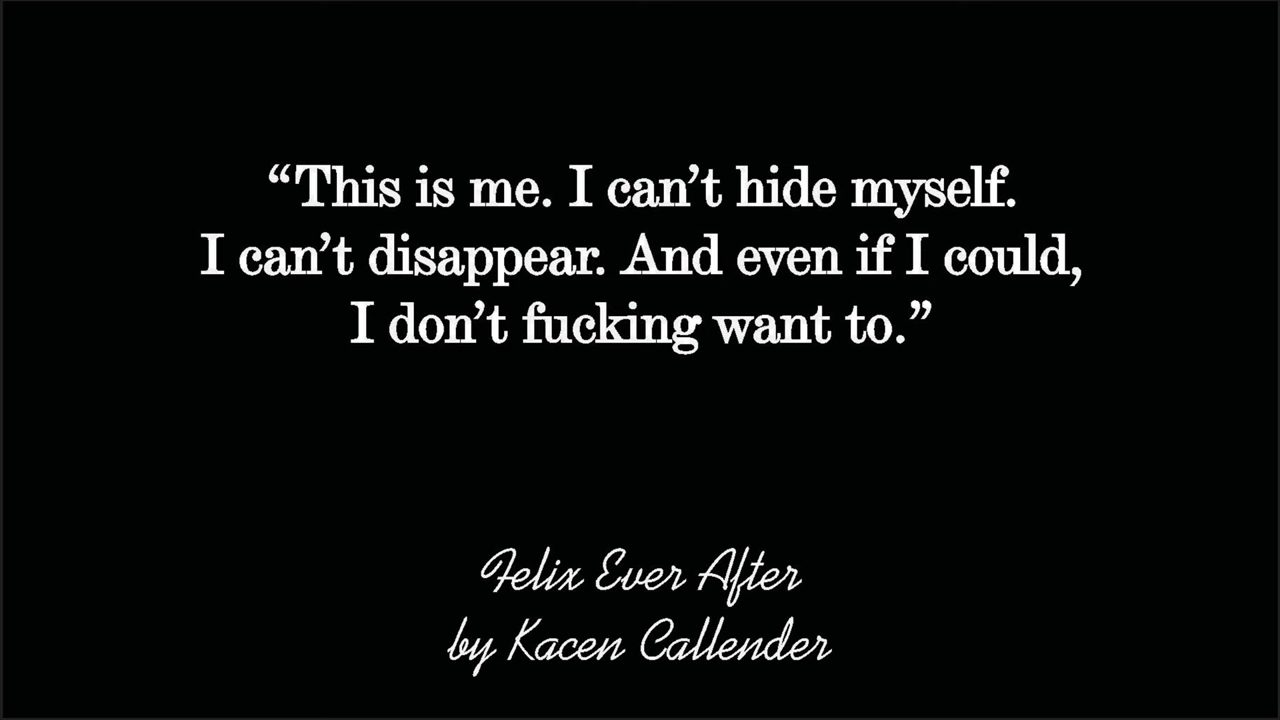 “This is me. I can’t hide myself.
I can’t disappear. And even if I could,
I don’t fucking want to.”
Felix Ever After
by Kacen Callender